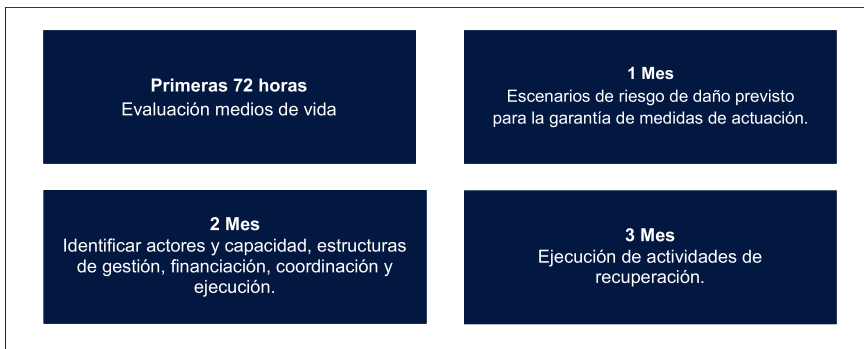 Primeras 72 horas
Evaluación medios de vida
1 Mes
Escenarios de riesgo de daño previsto
para la garantía de medidas de actuación.
2 Mes
Identificar actores y capacidad, estructuras
de gestión, financiación, coordinación y
ejecución.
3 Mes
Ejecución de actividades de
recuperación.